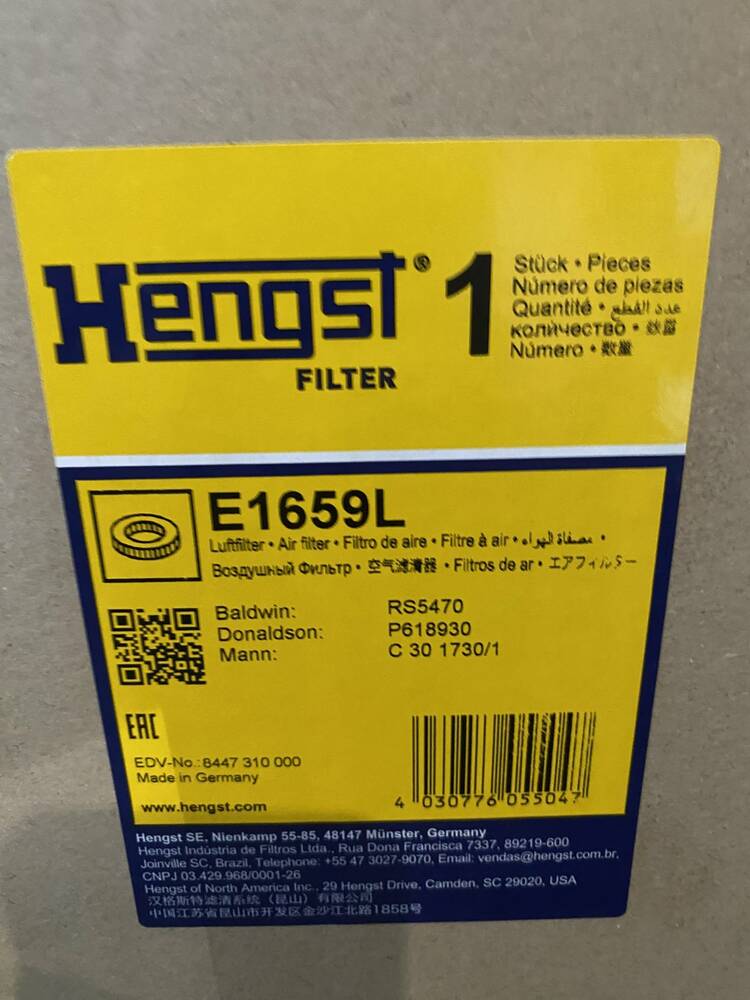 Hengst®
FILTER
1
Stück • Pieces
Número de piezas
Quantité • عدد القطع
количество • 数量
Número • 数量
E1659L
Luftfilter • Air filter • Filtro de aire • Filtre à air • مصفاة الهواء •
Воздушный Фильтр • 空气滤清器 • Filtros de ar • エアフィルター
Baldwin: RS5470
Donaldson: P618930
Mann: C 30 1730/1
EAC
EDV-No.: 8447 310 000
Made in Germany
www.hengst.com
4 030776 055047
Hengst SE, Nienkamp 55-85, 48147 Münster, Germany
Hengst Indústria de Filtros Ltda., Rua Dona Francisca 7337, 89219-600
Joinville SC, Brazil, Telephone: +55 47 3027-9070, Email: vendas@hengst.com.br,
CNPJ 03.429.968/0001-26
Hengst of North America Inc., 29 Hengst Drive, Camden, SC 29020, USA
汉格斯特滤清系统（昆山）有限公司
中国江苏省昆山市开发区金沙江北路1858号